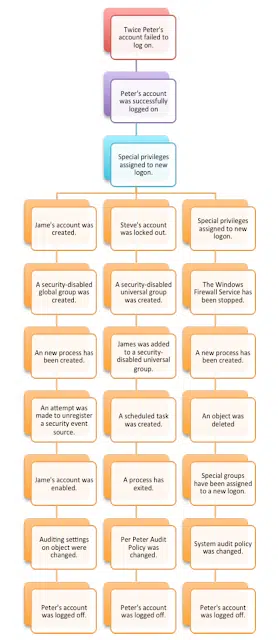 Twice Peter's
account failed to
log on.
Peter's account
was successfully
logged on
Special privileges
assigned to new
logon.
Jame's account was
created.
Steve's account
was locked out.
Special privileges
assigned to new
logon.
A security-disabled
global group was
created.
A security-disabled
universal group was
created.
The Windows
Firewall Service has
been stopped.
An new process has
been created.
James was added
to a security-
disabled universal
group.
A new process has
been created.
An attempt was
made to unregister
a security event
source.
A scheduled task
was created.
An object was
deleted
Jame's account was
enabled.
A process has
exited.
Special groups
have been assigned
to a new logon.
Auditing settings
on object were
changed.
Per Peter Audit
Policy was
changed.
System audit policy
was changed.
Peter's account
was logged off.
Peter's account
was logged off.
Peter's account
was logged off.